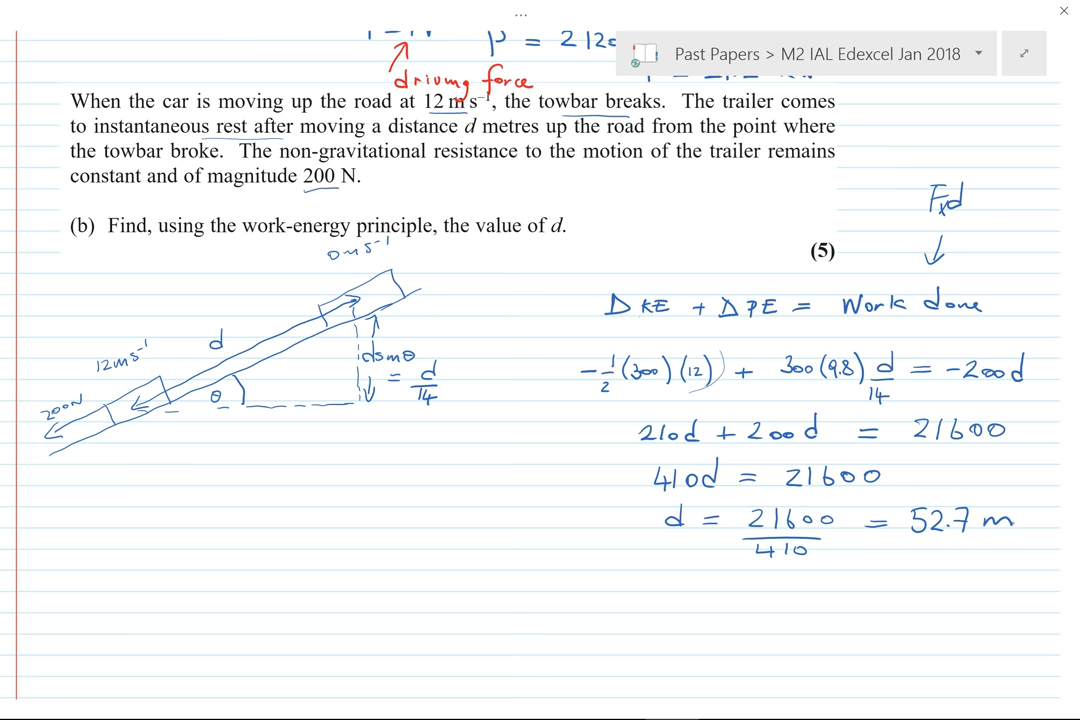 ...
P = 2120
Past Papers > M2 IAL Edexcel Jan 2018
driving force
When the car is moving up the road at 12 m s⁻¹, the towbar breaks. The trailer comes
to instantaneous rest after moving a distance d metres up the road from the point where
the towbar broke. The non-gravitational resistance to the motion of the trailer remains
constant and of magnitude 200 N.
F×d
(b) Find, using the work-energy principle, the value of d.
(5)
0 m s⁻¹
Δ KE + Δ PE = Work done
12 m s⁻¹
d
d sin θ
= d/14
θ
200N
-1/2 (300) (12) + 300 (9.8) d/14 = -200d
210d + 200d = 21600
410d = 21600
d = 21600/410 = 52.7 m